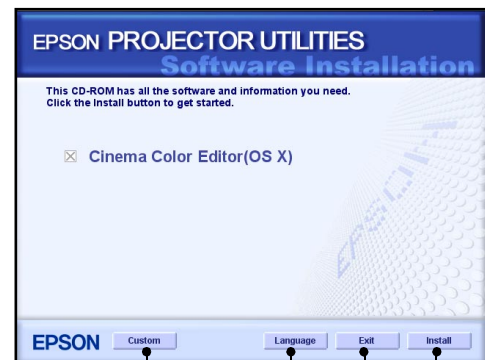 EPSON PROJECTOR UTILITIES
Software Installation
This CD-ROM has all the software and information you need.
Click the Install button to get started.
Cinema Color Editor(OS X)
EPSON
EPSON Custom Language Exit Install